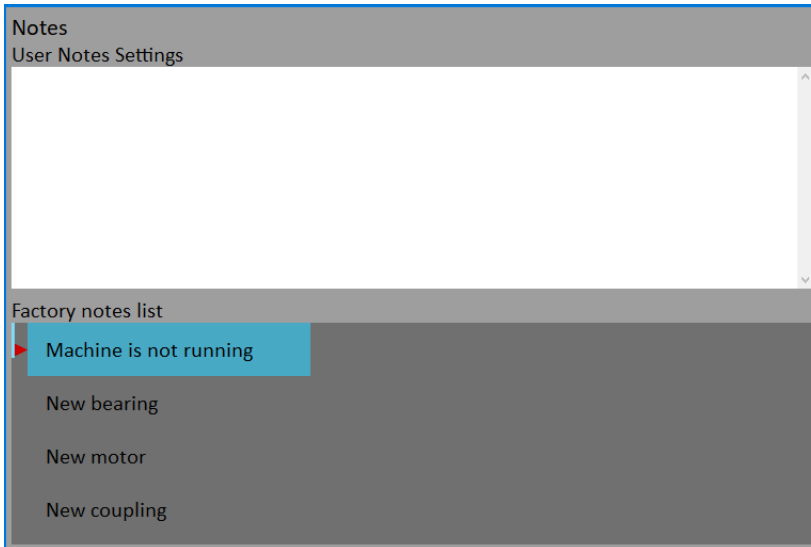 Notes
User Notes Settings
Factory notes list
Machine is not running
New bearing
New motor
New coupling